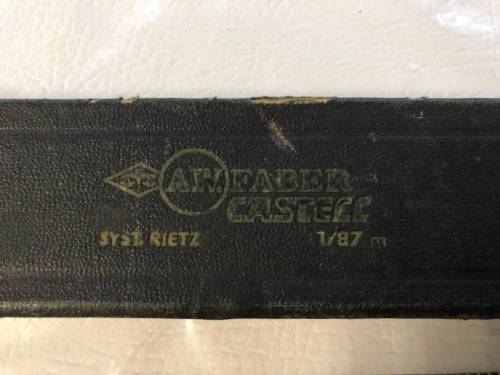 A.W. FABER
CASTELL
SYST. RIETZ 1/87 m